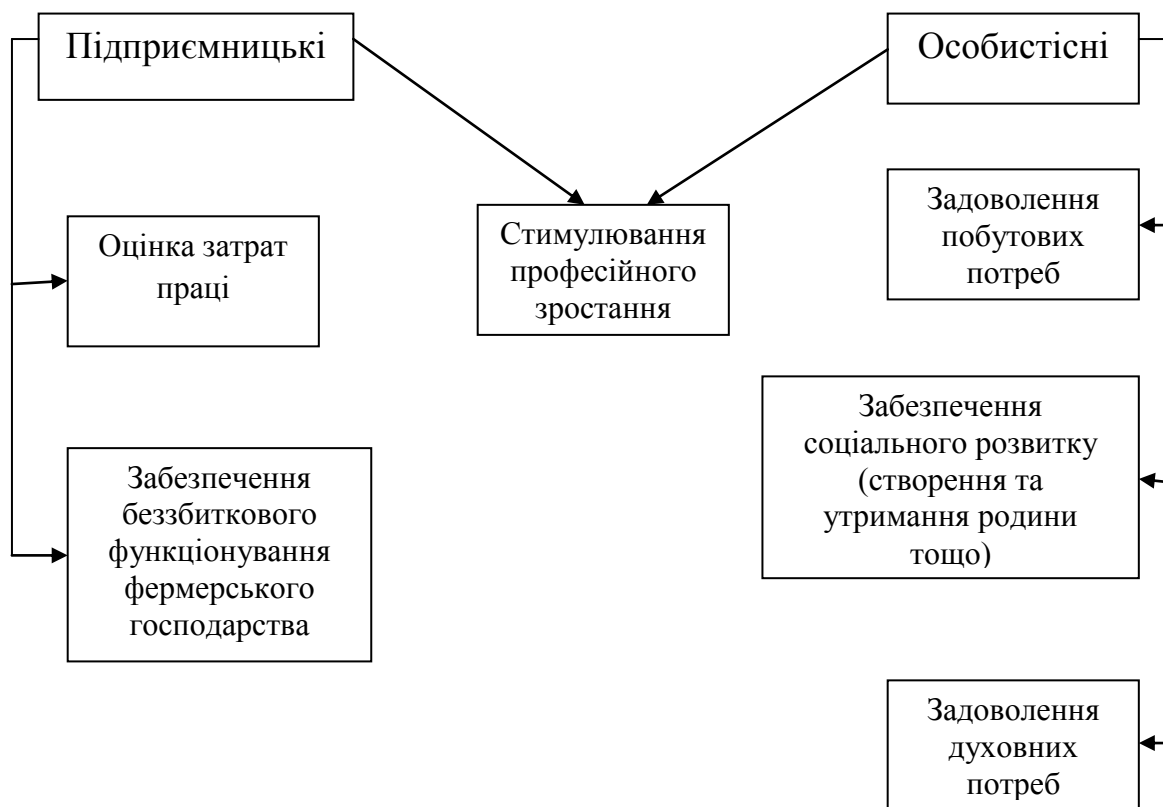 Підприємницькі
Особистісні
Стимулювання
професійного
зростання
Оцінка затрат
праці
Забезпечення
беззбиткового
функціонування
фермерського
господарства
Задоволення
побутових
потреб
Забезпечення
соціального розвитку
(створення та
утримання родини
тощо)
Задоволення
духовних
потреб